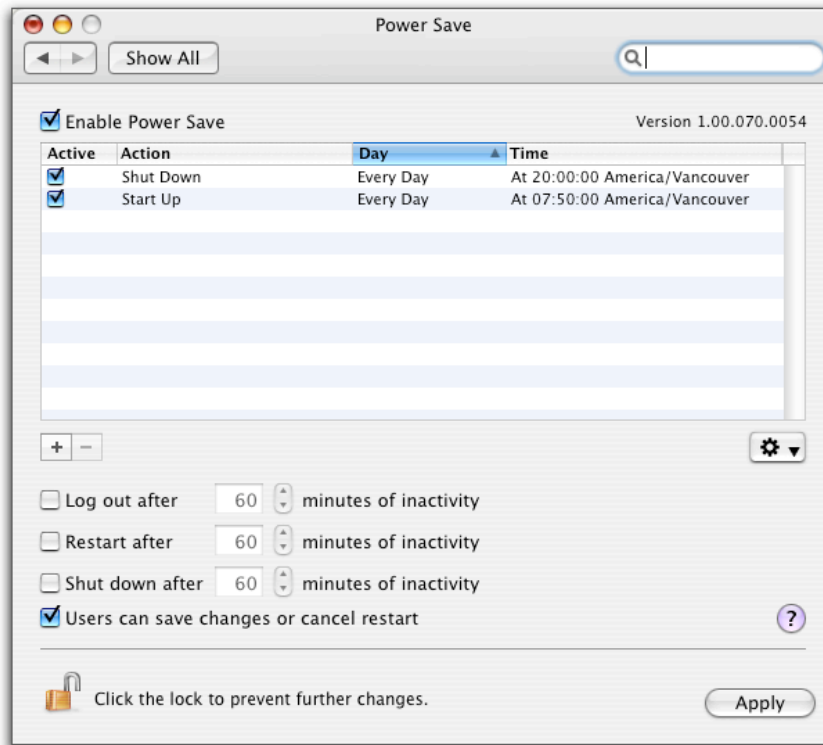 Power Save
Show All
Enable Power Save Version 1.00.070.0054
Active Action Day Time
Shut Down Every Day At 20:00:00 America/Vancouver
Start Up Every Day At 07:50:00 America/Vancouver
Log out after 60 minutes of inactivity
Restart after 60 minutes of inactivity
Shut down after 60 minutes of inactivity
Users can save changes or cancel restart ?
Click the lock to prevent further changes. Apply